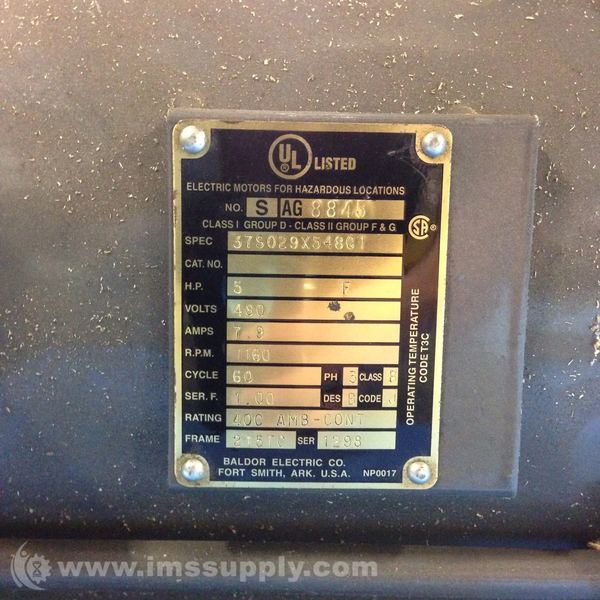 UL LISTED
ELECTRIC MOTORS FOR HAZARDOUS LOCATIONS
NO. S AG 8845
CLASS I GROUP D - CLASS II GROUP F & G
SPEC 37S029X548G1
CAT. NO.
H.P. 5 F
VOLTS 490
AMPS 7.9
R.P.M. 1160
CYCLE 60 PH 3 CLASS F
SER. F. 1.00 DES B CODE J
RATING 40C AMB-CONT
FRAME 215TC SER 1298
BALDOR ELECTRIC CO.
FORT SMITH, ARK. U.S.A. NP0017
SA
OPERATING TEMPERATURE
CODE T3C
www.imssupply.com